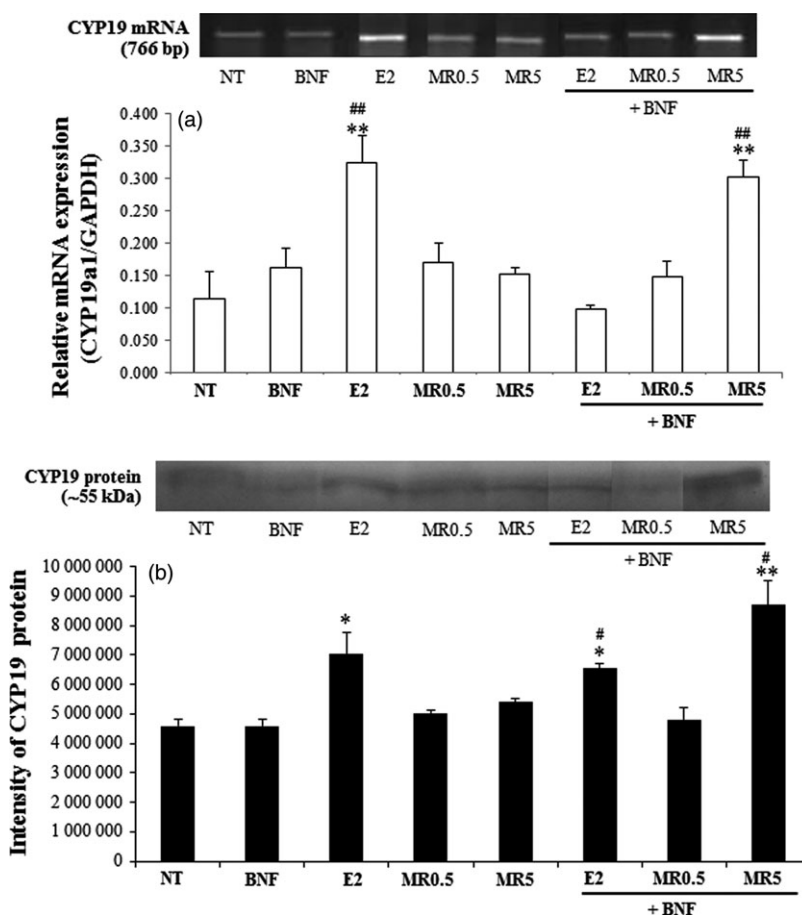 CYP19 mRNA
(766 bp)
NT BNF E2 MR0.5 MR5 E2 MR0.5 MR5
+ BNF
(a)
Relative mRNA expression
(CYP19a1/GAPDH)
0.400
0.350
0.300
0.250
0.200
0.150
0.100
0.050
0.000
##
**
##
**
NT BNF E2 MR0.5 MR5 E2 MR0.5 MR5
+ BNF
CYP19 protein
(~55 kDa)
NT BNF E2 MR0.5 MR5 E2 MR0.5 MR5
+ BNF
(b)
Intensity of CYP19 protein
10 000 000
9 000 000
8 000 000
7 000 000
6 000 000
5 000 000
4 000 000
3 000 000
2 000 000
1 000 000
0
*
#
*
#
**
NT BNF E2 MR0.5 MR5 E2 MR0.5 MR5
+ BNF